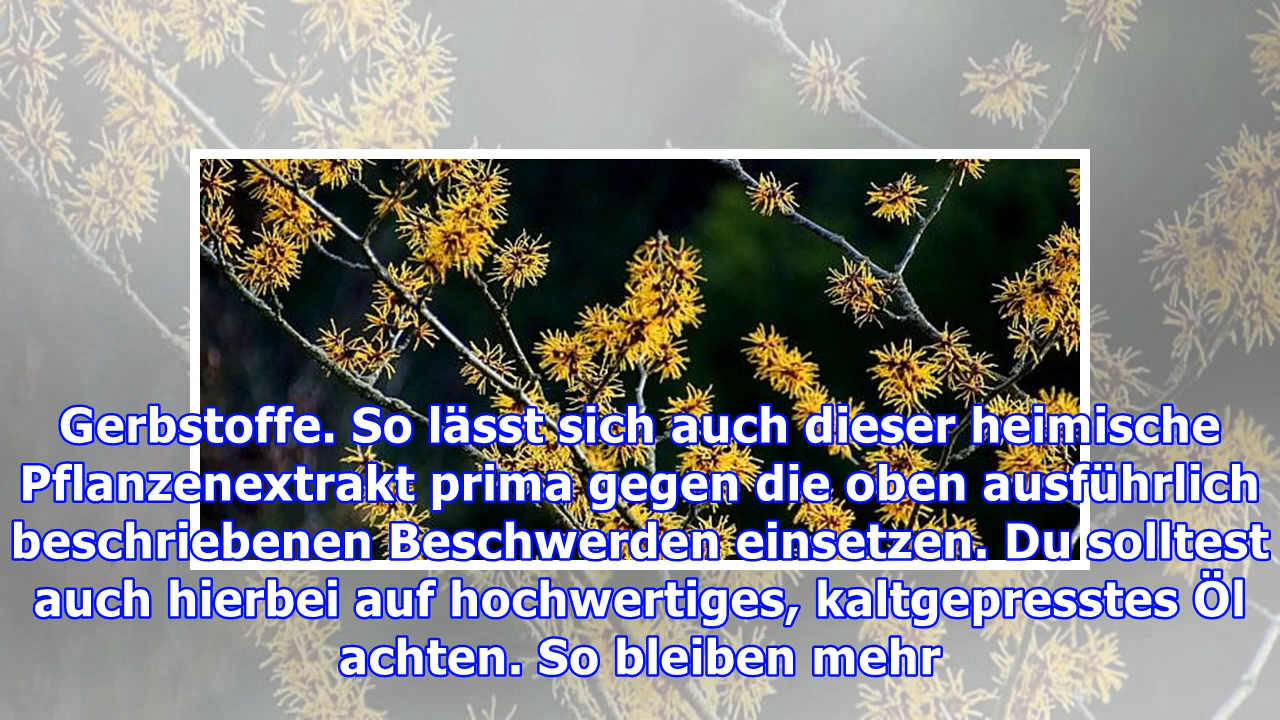 Gerbstoffe. So lässt sich auch dieser heimische
Pflanzenextrakt prima gegen die oben ausführlich
beschriebenen Beschwerden einsetzen. Du solltest
auch hierbei auf hochwertiges, kaltgepresstes Öl
achten. So bleiben mehr